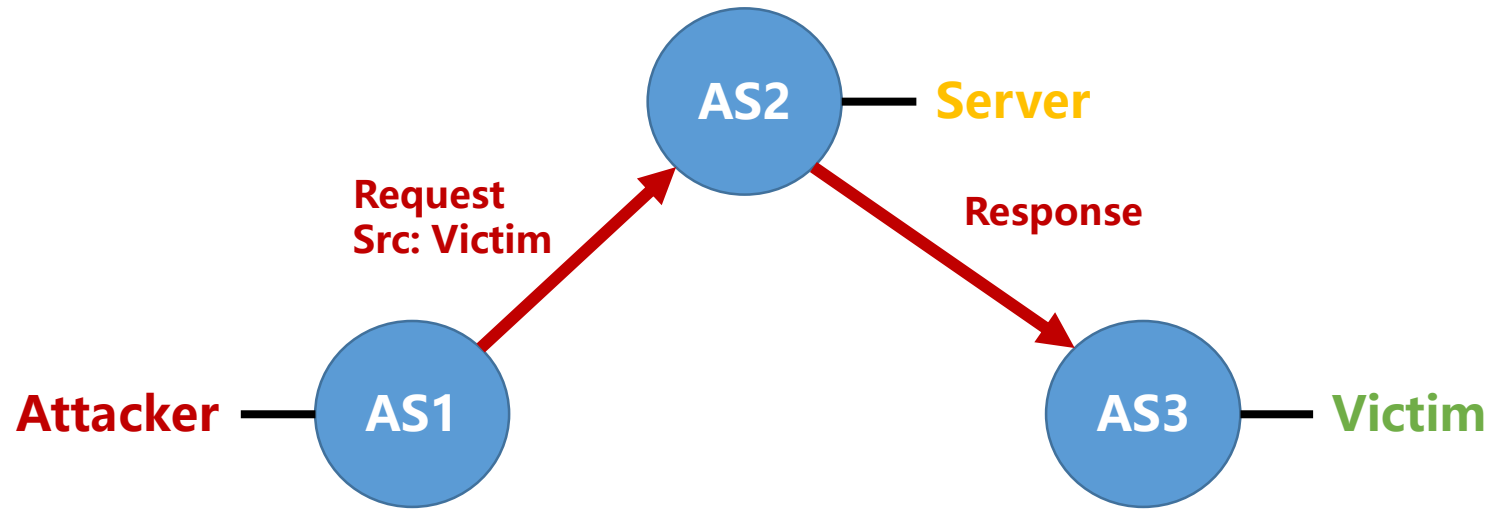 AS2
Server
Request
Src: Victim
Response
Attacker
AS1
AS3
Victim